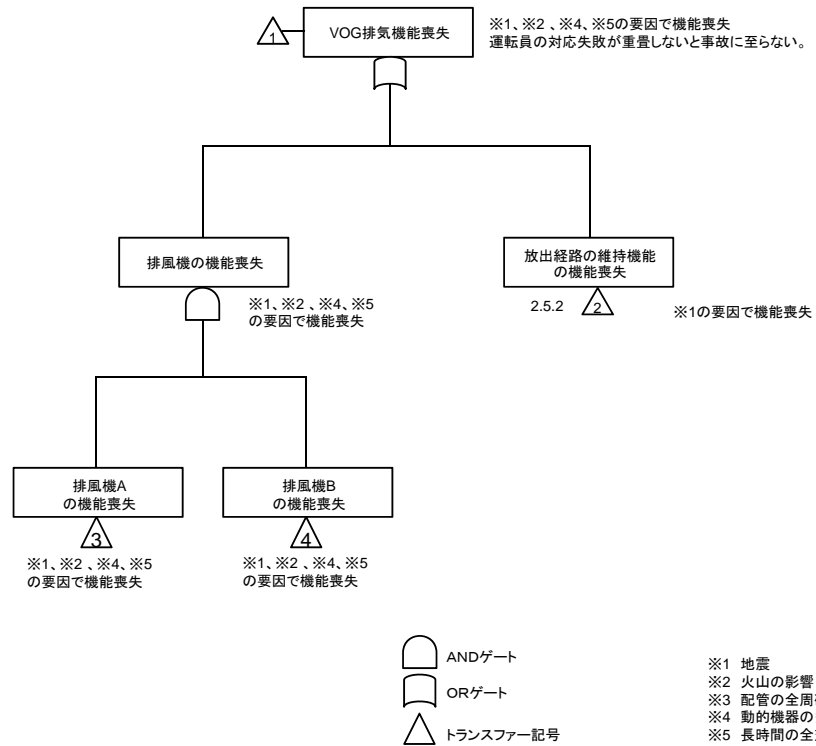 1
VOG排気機能喪失
※1、※2 、※4、※5の要因で機能喪失
運転員の対応失敗が重畳しないと事故に至らない。
排風機の機能喪失
※1、※2 、※4、※5
の要因で機能喪失
放出経路の維持機能
の機能喪失
2.5.2
2
※1の要因で機能喪失
排風機A
の機能喪失
3
※1、※2 、※4、※5
の要因で機能喪失
排風機B
の機能喪失
4
※1、※2 、※4、※5
の要因で機能喪失
ANDゲート
ORゲート
トランスファー記号
※1 地震
※2 火山の影響
※3 配管の全周
※4 動的機器の
※5 長時間の全